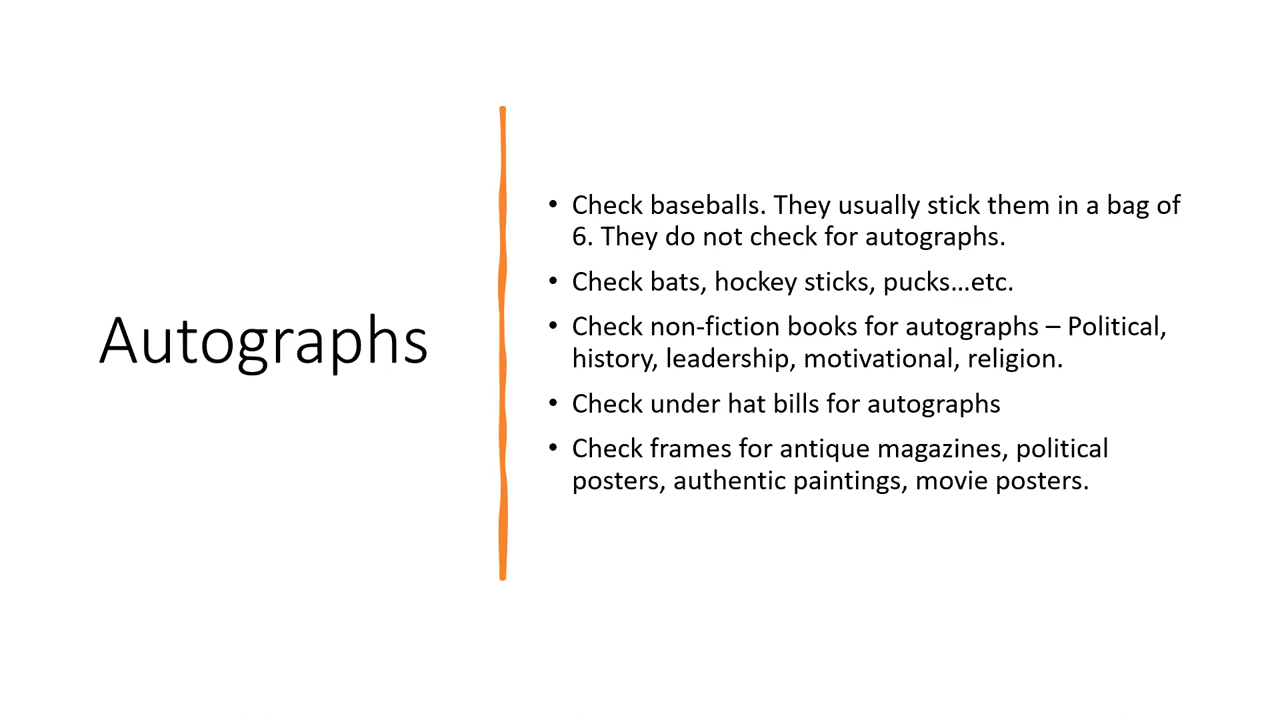 Autographs
• Check baseballs. They usually stick them in a bag of
6. They do not check for autographs.
• Check bats, hockey sticks, pucks...etc.
• Check non-fiction books for autographs – Political,
history, leadership, motivational, religion.
• Check under hat bills for autographs
• Check frames for antique magazines, political
posters, authentic paintings, movie posters.